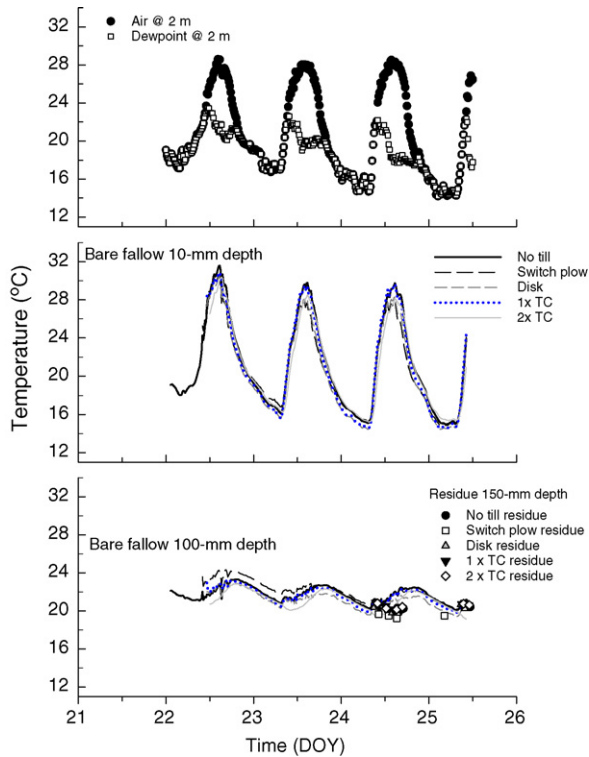 32
28
24
20
16
12
Air @ 2 m
Dewpoint @ 2 m
Temperature (°C)
32
28
24
20
16
12
Bare fallow 10-mm depth
No till
Switch plow
Disk
1x TC
2x TC
32
28
24
20
16
12
Bare fallow 100-mm depth
Residue 150-mm depth
No till residue
Switch plow residue
Disk residue
1 x TC residue
2 x TC residue
21 22 23 24 25 26
Time (DOY)